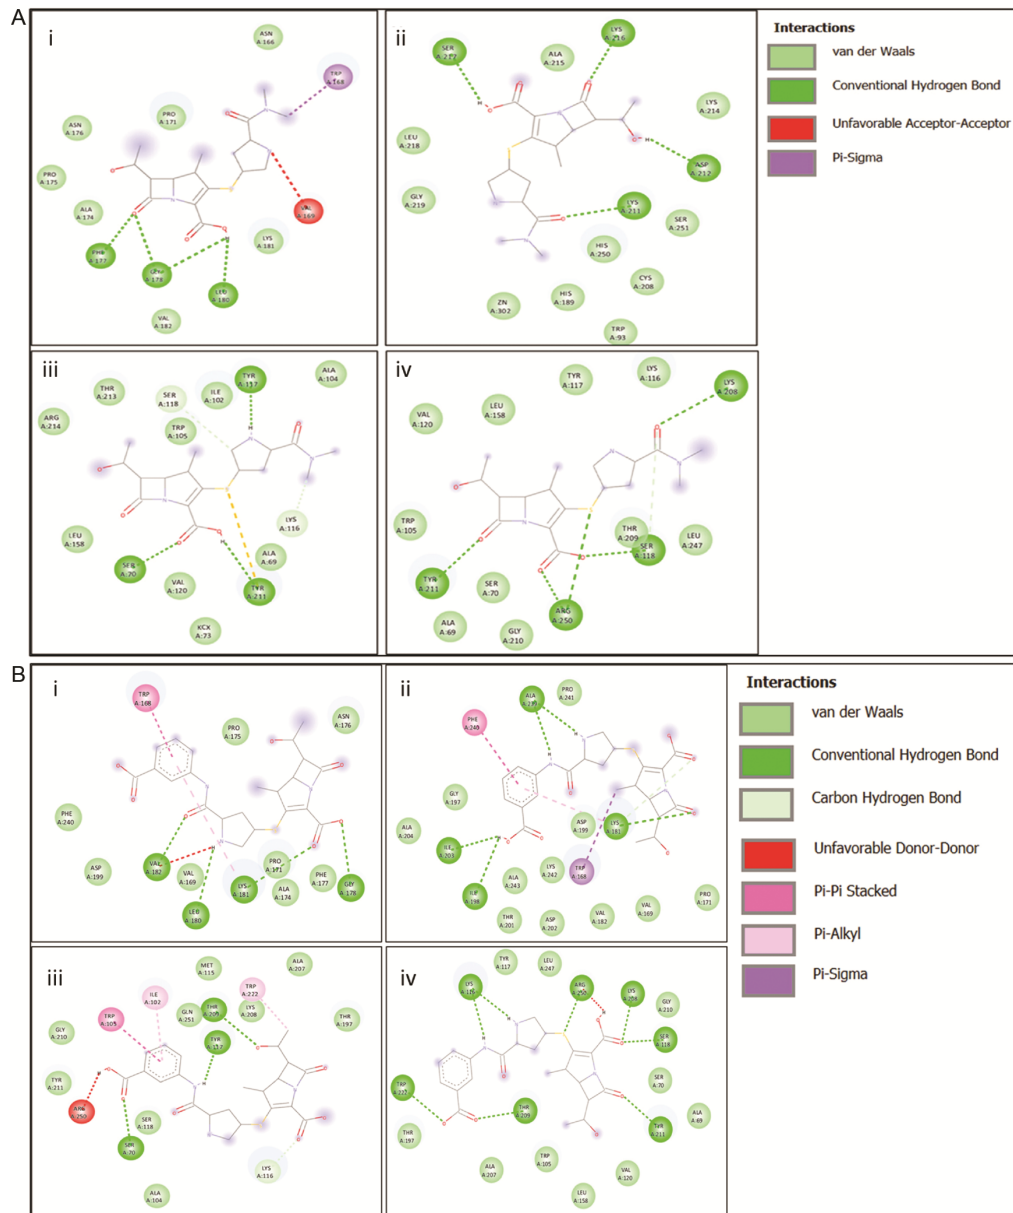 A
i
ASN
A:166
TRP
A:168
PRO
A:171
ASN
A:176
PRO
A:175
ALA
A:174
VAL
A:169
LYS
A:181
PHE
A:177
A:178
LEU
A:180
VAL
A:182
ii
LYS
A:216
SER
A:217
ALA
A:215
LYS
A:214
LEU
A:218
ASP
A:212
GLY
A:219
LYS
A:211
SER
A:251
HIS
A:250
CYS
A:208
HIS
A:189
ZN
A:302
TRP
A:93
Interactions
van der Waals
Conventional Hydrogen Bond
Unfavorable Acceptor-Acceptor
Pi-Sigma
iii
TYR
A:117
ALA
A:104
THR
A:213
SER
A:118
ILE
A:102
ARG
A:214
TRP
A:105
LYS
A:116
LEU
A:158
ALA
A:69
SER
A:70
VAL
A:120
TYR
A:211
KCX
A:73
iv
TYR
A:117
LYS
A:116
LYS
A:208
LEU
A:158
VAL
A:120
TRP
A:105
THR
A:209
LEU
A:247
SER
A:118
TYR
A:211
SER
A:70
ARG
A:250
ALA
A:69
GLY
A:210
B
i
TRP
A:168
ASN
A:176
PRO
A:175
PHE
A:240
ASP
A:199
VAL
A:182
VAL
A:169
PRO
A:171
PHE
A:177
LYS
A:181
ALA
A:174
GLY
A:178
LEU
A:180
ii
ALA
A:239
PRO
A:241
PHE
A:240
GLY
A:197
ALA
A:204
ASP
A:199
LYS
A:181
ILE
A:203
LYS
A:242
TRP
A:168
ALA
A:243
ILE
A:198
PRO
A:171
VAL
A:169
VAL
A:182
THR
A:201
ASP
A:202
Interactions
van der Waals
Conventional Hydrogen Bond
Carbon Hydrogen Bond
Unfavorable Donor-Donor
Pi-Pi Stacked
Pi-Alkyl
Pi-Sigma
iii
MET
A:115
ALA
A:207
ILE
A:102
TRP
A:222
GLN
A:251
THR
A:209
LYS
A:208
TRP
A:105
THR
A:197
GLY
A:210
TYR
A:117
TYR
A:211
ARG
A:250
SER
A:118
SER
A:70
LYS
A:116
ALA
A:104
iv
TYR
A:117
LEU
A:247
LYS
A:116
ARG
A:250
LYS
A:208
GLY
A:210
SER
A:118
SER
A:70
TRP
A:222
THR
A:209
ALA
A:69
THR
A:197
TYR
A:211
TRP
A:105
ALA
A:207
VAL
A:120
LEU
A:158